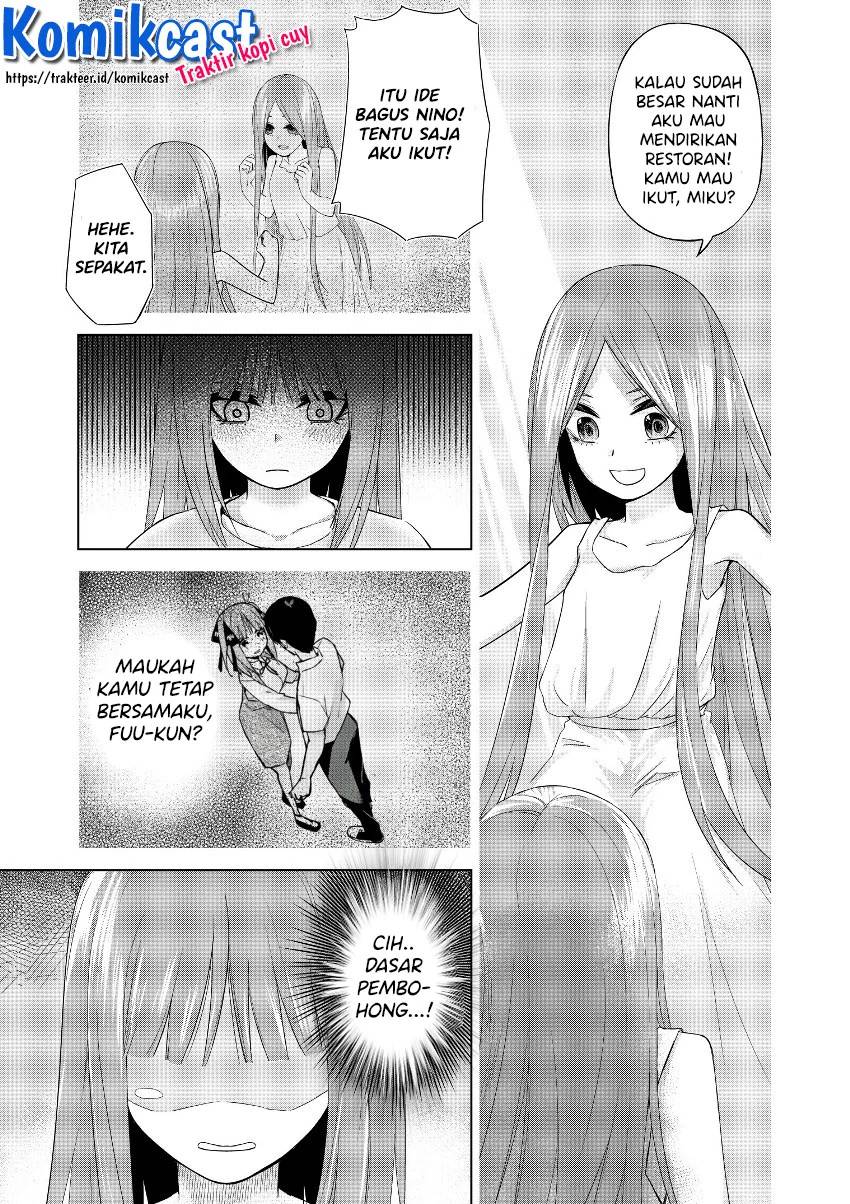 Komikcast
Traktir kopi cuy
https://trakteer.id/komikcast
KALAU SUDAH
BESAR NANTI
AKU MAU
MENDIRIKAN
RESTORAN!
KAMU MAU
IKUT, MIKU?
ITU IDE
BAGUS NINO!
TENTU SAJA
AKU IKUT!
HEHE.
KITA
SEPAKAT.
MAUKAH
KAMU TETAP
BERSAMAKU,
FUU-KUN?
CIH..
DASAR
PEMBO-
HONG...!